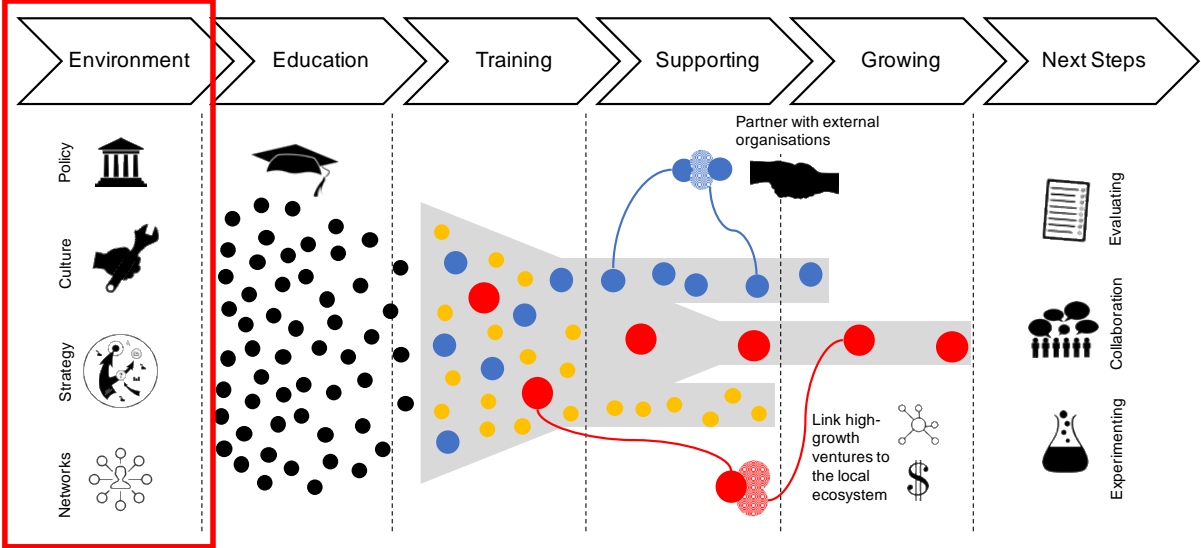 Environment
Education
Training
Supporting
Growing
Next Steps
Policy
Culture
Strategy
Networks
Partner with external
organisations
Link high-
growth
ventures to
the local
ecosystem
$
Evaluating
Collaboration
Experimenting